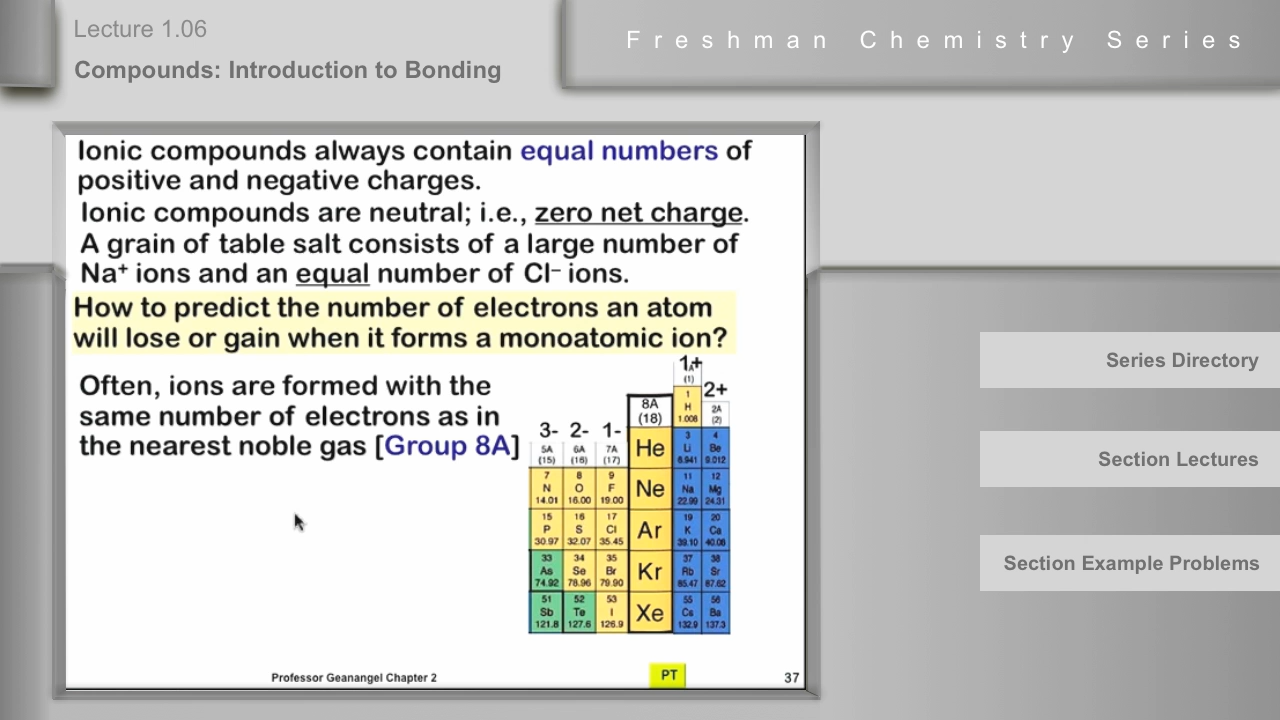 Lecture 1.06
Compounds: Introduction to Bonding
Freshman Chemistry Series
Ionic compounds always contain equal numbers of
positive and negative charges.
Ionic compounds are neutral; i.e., zero net charge.
A grain of table salt consists of a large number of
Na⁺ ions and an equal number of Cl⁻ ions.
How to predict the number of electrons an atom
will lose or gain when it forms a monoatomic ion?
Often, ions are formed with the
same number of electrons as in
the nearest noble gas [Group 8A]
1+
A
(1)
2+
8A 1 2A
(18) H (2)
1.008
3- 2- 1-
5A 6A 7A
(15) (16) (17)
He
3 4
Li Be
6.941 9.012
7 8 9 11 12
N O F Ne Na Mg
14.01 16.00 19.00 22.99 24.31
15 16 17 19 20
P S Cl Ar K Ca
30.97 32.07 35.45 39.10 40.08
33 34 35 37 38
As Se Br Kr Rb Sr
74.92 78.96 79.90 85.47 87.62
51 52 53 55 56
Sb Te I Xe Cs Ba
121.8 127.6 126.9 132.9 137.3
Professor Geanangel Chapter 2
PT
37
Series Directory
Section Lectures
Section Example Problems